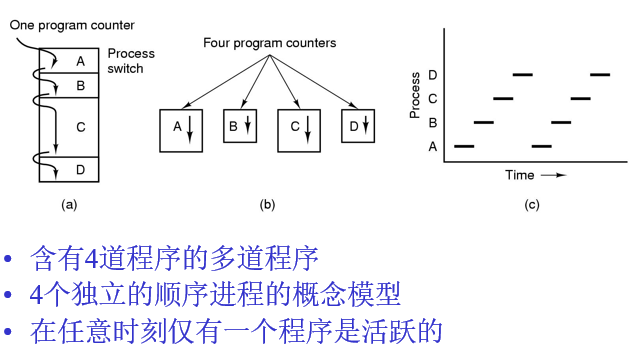 One program counter
Process
switch
A
B
C
D
(a)
Four program counters
A
B
C
D
(b)
Process
D
C
B
A
Time
(c)
• 含有4道程序的多道程序
• 4个独立的顺序进程的概念模型
• 在任意时刻仅有一个程序是活跃的